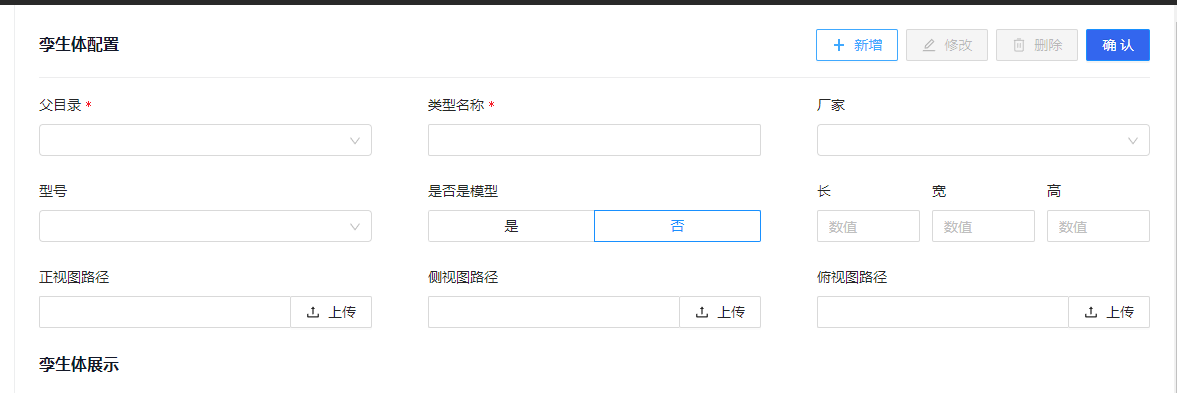 孪生体配置
新增 修改 删除 确认
父目录 * 类型名称 * 厂家
型号 是否是模型 长 宽 高
是 否 数值 数值 数值
正视图路径 侧视图路径 俯视图路径
上传 上传 上传
孪生体展示